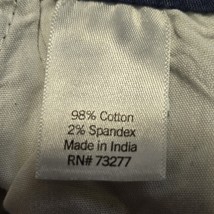 98% Cotton
2% Spandex
Made in India
RN# 73277